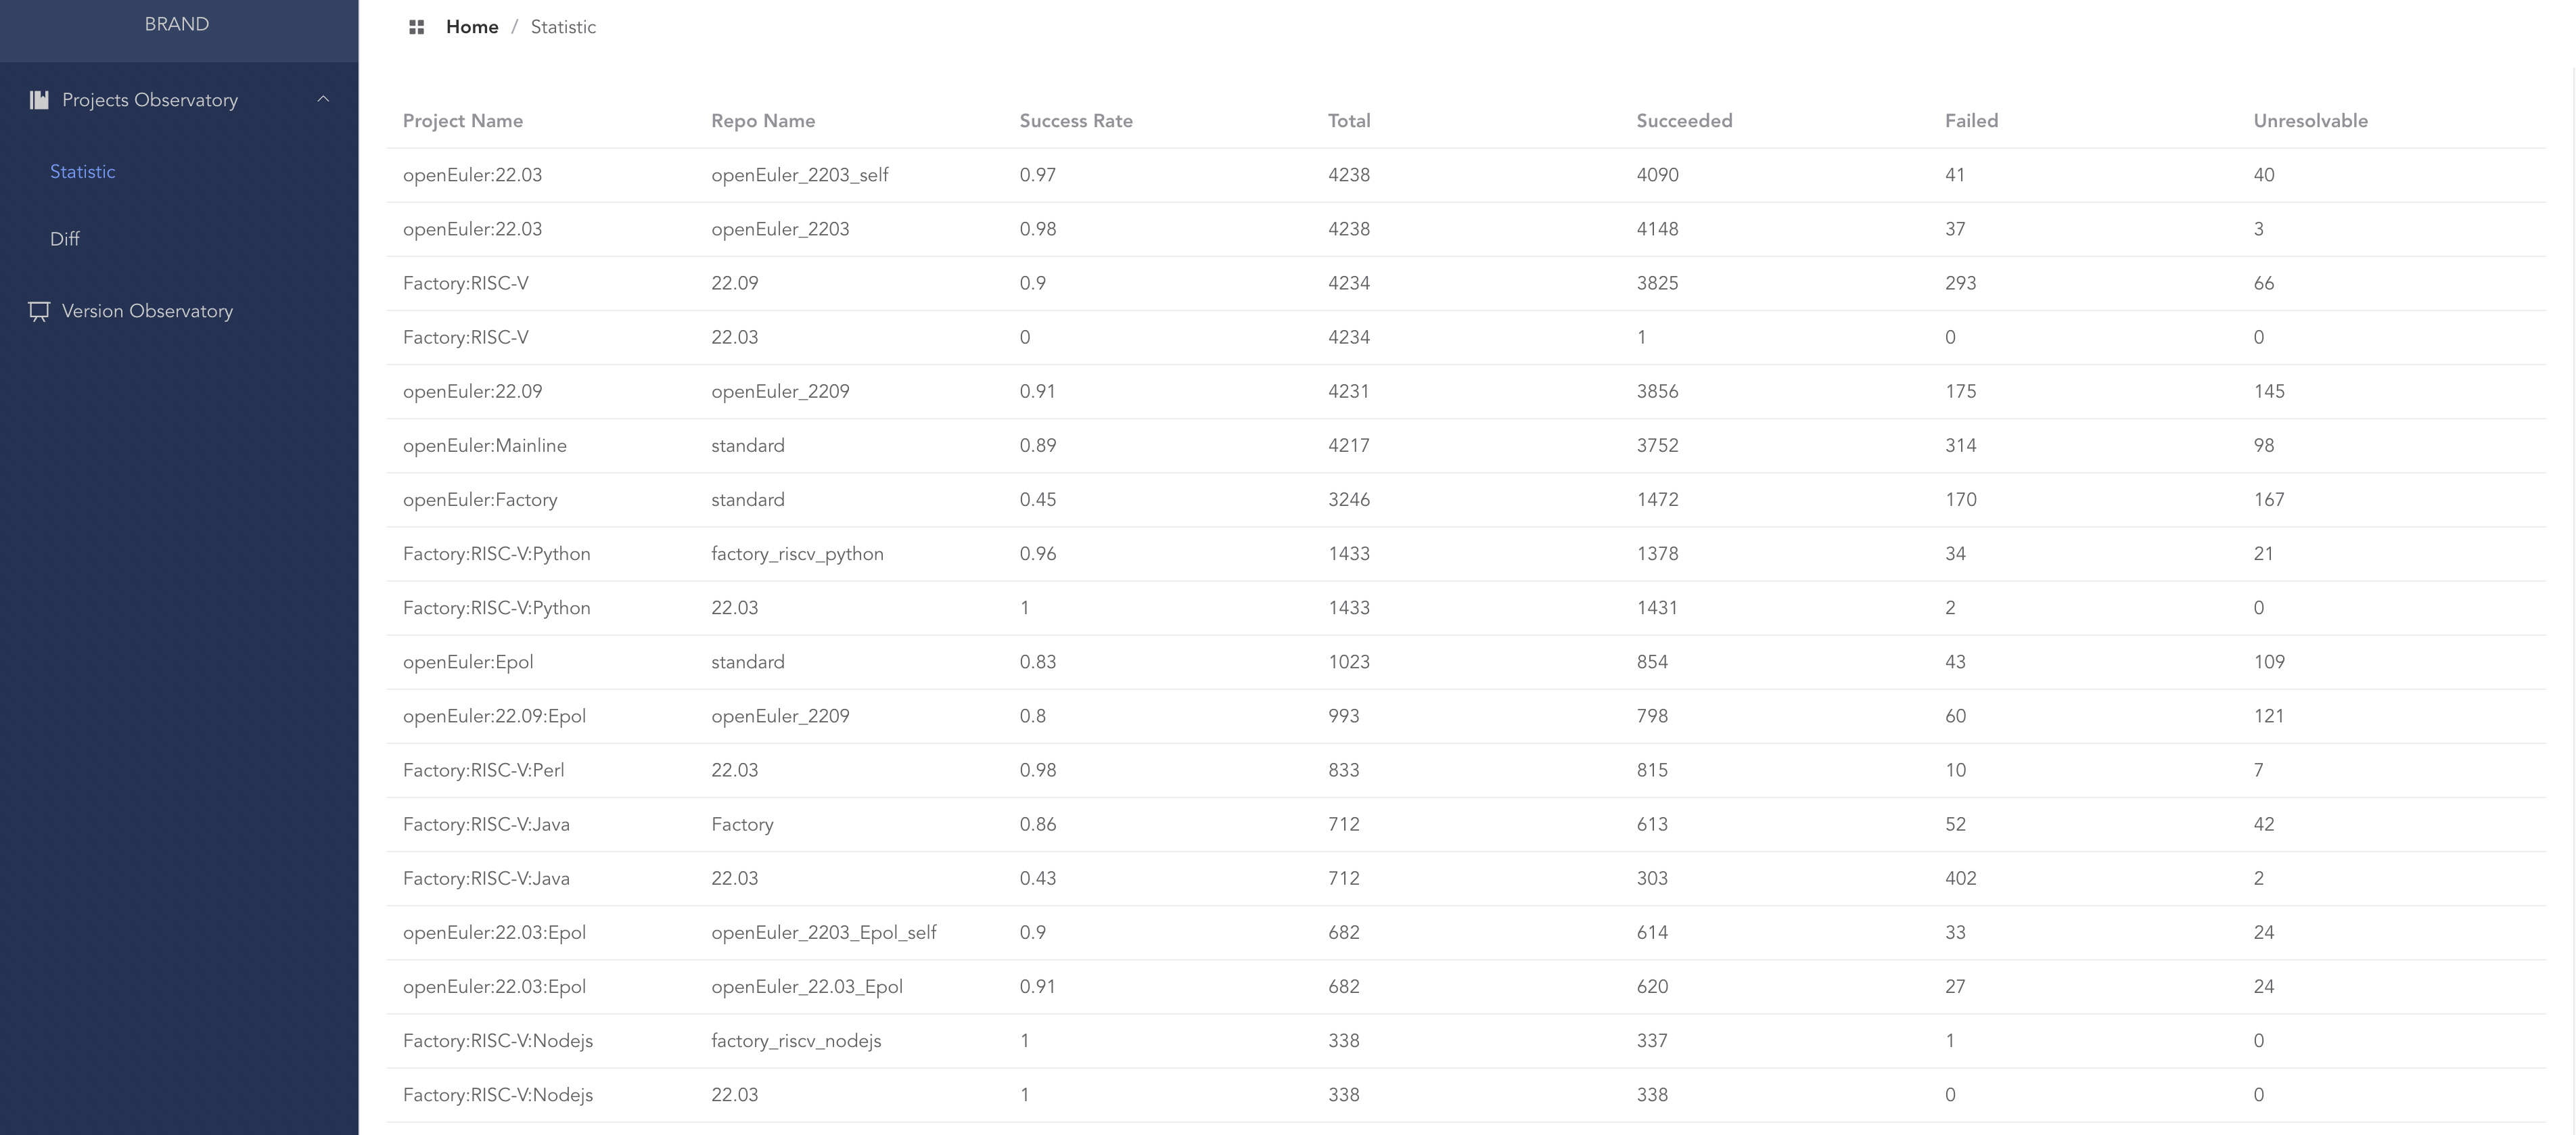 BRAND
Projects Observatory
Statistic
Diff
Version Observatory
Home / Statistic
Project Name Repo Name Success Rate Total Succeeded Failed Unresolvable
openEuler:22.03 openEuler_2203_self 0.97 4238 4090 41 40
openEuler:22.03 openEuler_2203 0.98 4238 4148 37 3
Factory:RISC-V 22.09 0.9 4234 3825 293 66
Factory:RISC-V 22.03 0 4234 1 0 0
openEuler:22.09 openEuler_2209 0.91 4231 3856 175 145
openEuler:Mainline standard 0.89 4217 3752 314 98
openEuler:Factory standard 0.45 3246 1472 170 167
Factory:RISC-V:Python factory_riscv_python 0.96 1433 1378 34 21
Factory:RISC-V:Python 22.03 1 1433 1431 2 0
openEuler:Epol standard 0.83 1023 854 43 109
openEuler:22.09:Epol openEuler_2209 0.8 993 798 60 121
Factory:RISC-V:Perl 22.03 0.98 833 815 10 7
Factory:RISC-V:Java Factory 0.86 712 613 52 42
Factory:RISC-V:Java 22.03 0.43 712 303 402 2
openEuler:22.03:Epol openEuler_2203_Epol_self 0.9 682 614 33 24
openEuler:22.03:Epol openEuler_22.03_Epol 0.91 682 620 27 24
Factory:RISC-V:Nodejs factory_riscv_nodejs 1 338 337 1 0
Factory:RISC-V:Nodejs 22.03 1 338 338 0 0